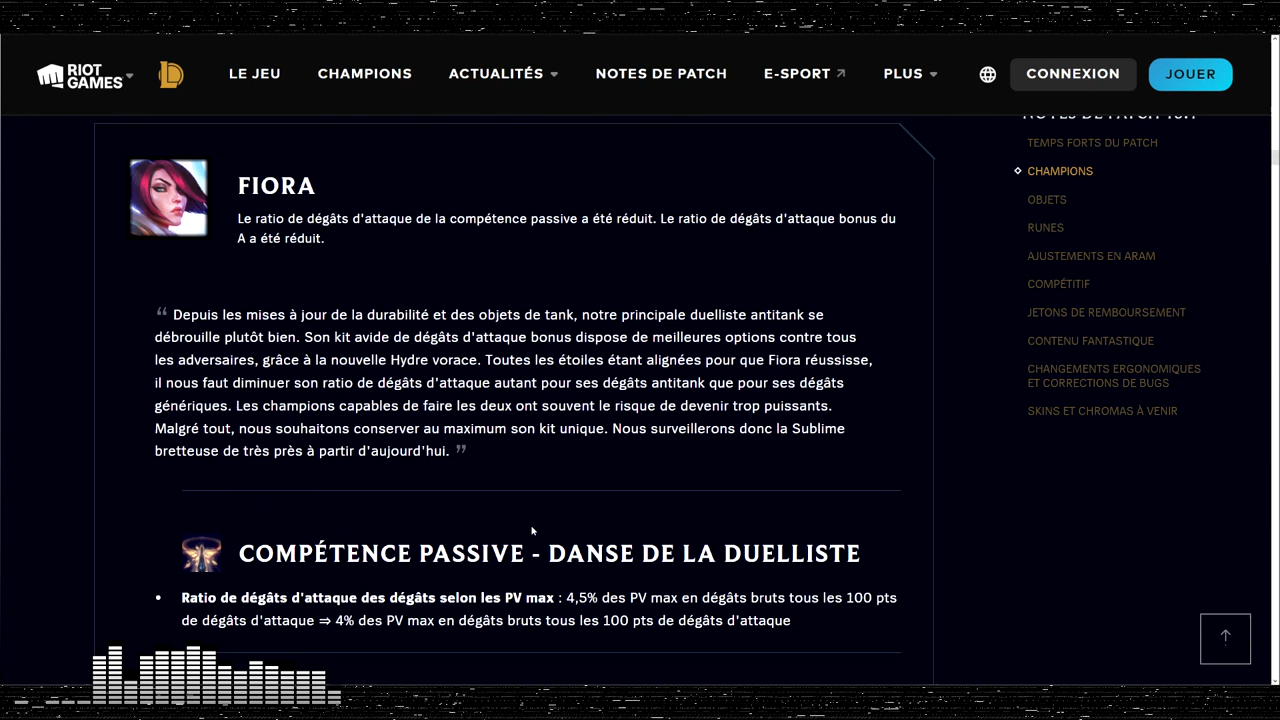 RIOT GAMES
LE JEU
CHAMPIONS
ACTUALITÉS
NOTES DE PATCH
E-SPORT
PLUS
CONNEXION
JOUER
FIORA
Le ratio de dégâts d'attaque de la compétence passive a été réduit. Le ratio de dégâts d'attaque bonus du
A a été réduit.
“ Depuis les mises à jour de la durabilité et des objets de tank, notre principale duelliste antitank se
débrouille plutôt bien. Son kit avide de dégâts d'attaque bonus dispose de meilleures options contre tous
les adversaires, grâce à la nouvelle Hydre vorace. Toutes les étoiles étant alignées pour que Fiora réussisse,
il nous faut diminuer son ratio de dégâts d'attaque autant pour ses dégâts antitank que pour ses dégâts
génériques. Les champions capables de faire les deux ont souvent le risque de devenir trop puissants.
Malgré tout, nous souhaitons conserver au maximum son kit unique. Nous surveillerons donc la Sublime
bretteuse de très près à partir d'aujourd'hui. ”
COMPÉTENCE PASSIVE - DANSE DE LA DUELLISTE
• Ratio de dégâts d'attaque des dégâts selon les PV max : 4,5% des PV max en dégâts bruts tous les 100 pts
de dégâts d'attaque ⇒ 4% des PV max en dégâts bruts tous les 100 pts de dégâts d'attaque
NOTES DE PATCH
TEMPS FORTS DU PATCH
CHAMPIONS
OBJETS
RUNES
AJUSTEMENTS EN ARAM
COMPÉTITIF
JETONS DE REMBOURSEMENT
CONTENU FANTASTIQUE
CHANGEMENTS ERGONOMIQUES
ET CORRECTIONS DE BUGS
SKINS ET CHROMAS À VENIR